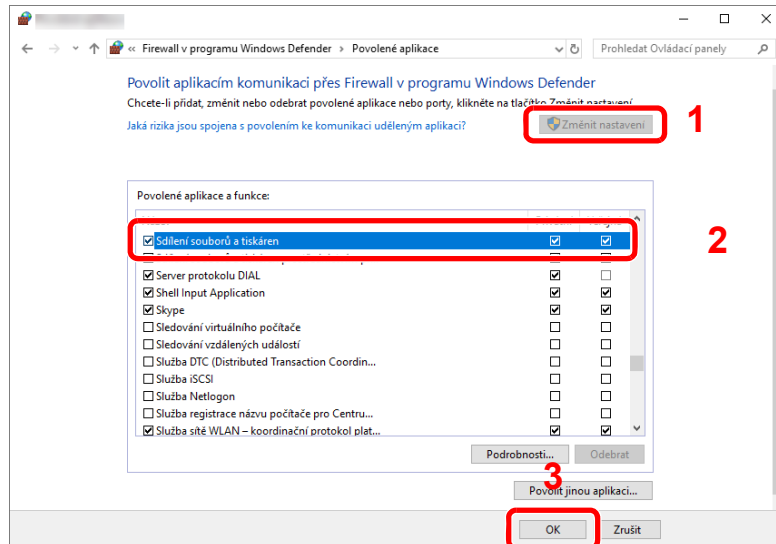 « Firewall v programu Windows Defender › Povolené aplikace
Prohledat Ovládací panely
Povolit aplikacím komunikaci přes Firewall v programu Windows Defender
Chcete-li přidat, změnit nebo odebrat povolené aplikace nebo porty, klikněte na tlačítko Změnit nastavení.
Jaká rizika jsou spojena s povolením ke komunikaci uděleným aplikaci?
Změnit nastavení
1
Povolené aplikace a funkce:
Sdílení souborů a tiskáren
2
Server protokolu DIAL
Shell Input Application
Skype
Sledování virtuálního počítače
Sledování vzdálených událostí
Služba DTC (Distributed Transaction Coordin...
Služba iSCSI
Služba Netlogon
Služba registrace názvu počítače pro Centru...
Služba sítě WLAN – koordinační protokol plat...
Podrobnosti...
Odebrat
3
Povolit jinou aplikaci...
OK
Zrušit